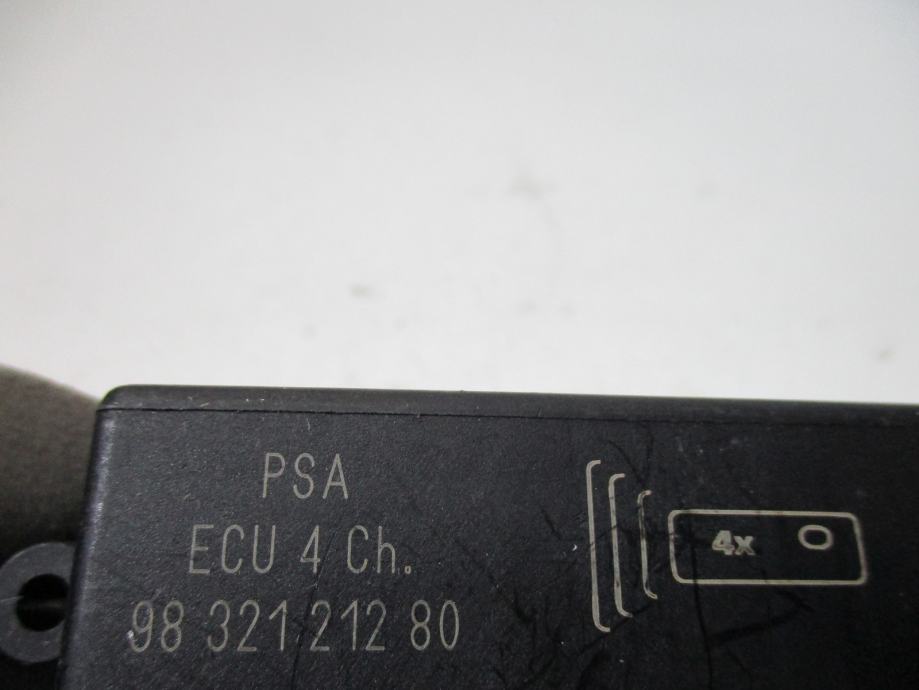 PSA
ECU 4 Ch.
98 321 212 80
4x O